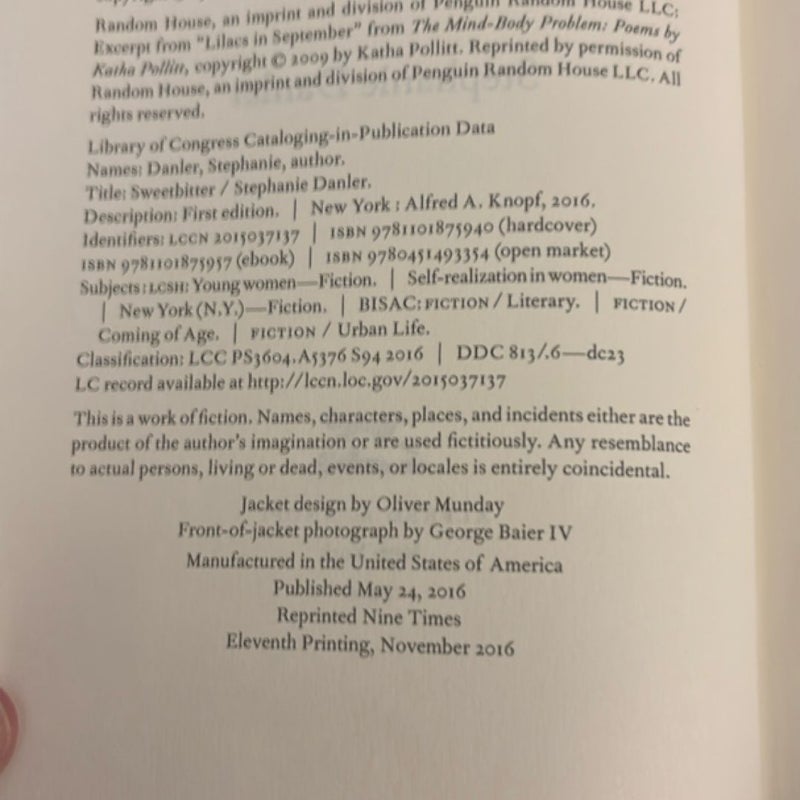 Random House, an imprint and division of Penguin Random House LLC;
Excerpt from "Lilacs in September" from The Mind-Body Problem: Poems by
Katha Pollitt, copyright © 2009 by Katha Pollitt. Reprinted by permission of
Random House, an imprint and division of Penguin Random House LLC. All
rights reserved.
Library of Congress Cataloging-in-Publication Data
Names: Danler, Stephanie, author.
Title: Sweetbitter / Stephanie Danler.
Description: First edition. | New York : Alfred A. Knopf, 2016.
Identifiers: LCCN 2015037137 | ISBN 9781101875940 (hardcover)
ISBN 9781101875957 (ebook) | ISBN 9780451493354 (open market)
Subjects: LCSH: Young women—Fiction. | Self-realization in women—Fiction.
| New York (N.Y.)—Fiction. | BISAC: FICTION / Literary. | FICTION /
Coming of Age. | FICTION / Urban Life.
Classification: LCC PS3604.A5376 S94 2016 | DDC 813/.6—dc23
LC record available at http://lccn.loc.gov/2015037137
This is a work of fiction. Names, characters, places, and incidents either are the
product of the author's imagination or are used fictitiously. Any resemblance
to actual persons, living or dead, events, or locales is entirely coincidental.
Jacket design by Oliver Munday
Front-of-jacket photograph by George Baier IV
Manufactured in the United States of America
Published May 24, 2016
Reprinted Nine Times
Eleventh Printing, November 2016